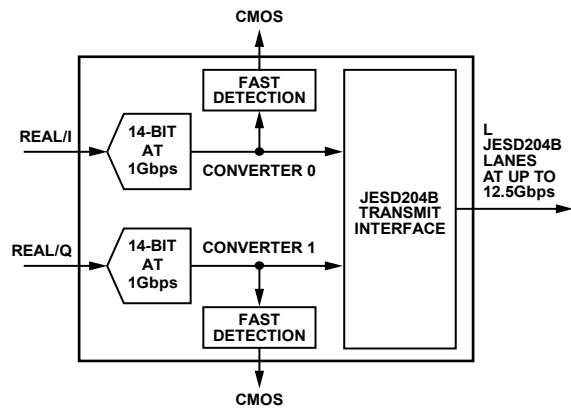 CMOS
FAST
DETECTION
REAL/I
14-BIT
AT
1Gbps
CONVERTER 0
JESD204B
TRANSMIT
INTERFACE
L
JESD204B
LANES
AT UP TO
12.5Gbps
REAL/Q
14-BIT
AT
1Gbps
CONVERTER 1
FAST
DETECTION
CMOS